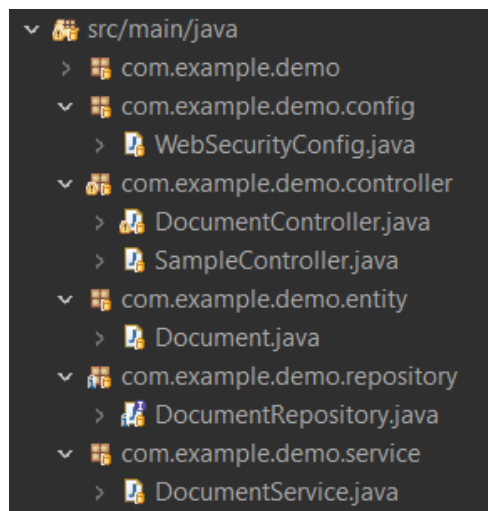 src/main/java
com.example.demo
com.example.demo.config
WebSecurityConfig.java
com.example.demo.controller
DocumentController.java
SampleController.java
com.example.demo.entity
Document.java
com.example.demo.repository
DocumentRepository.java
com.example.demo.service
DocumentService.java